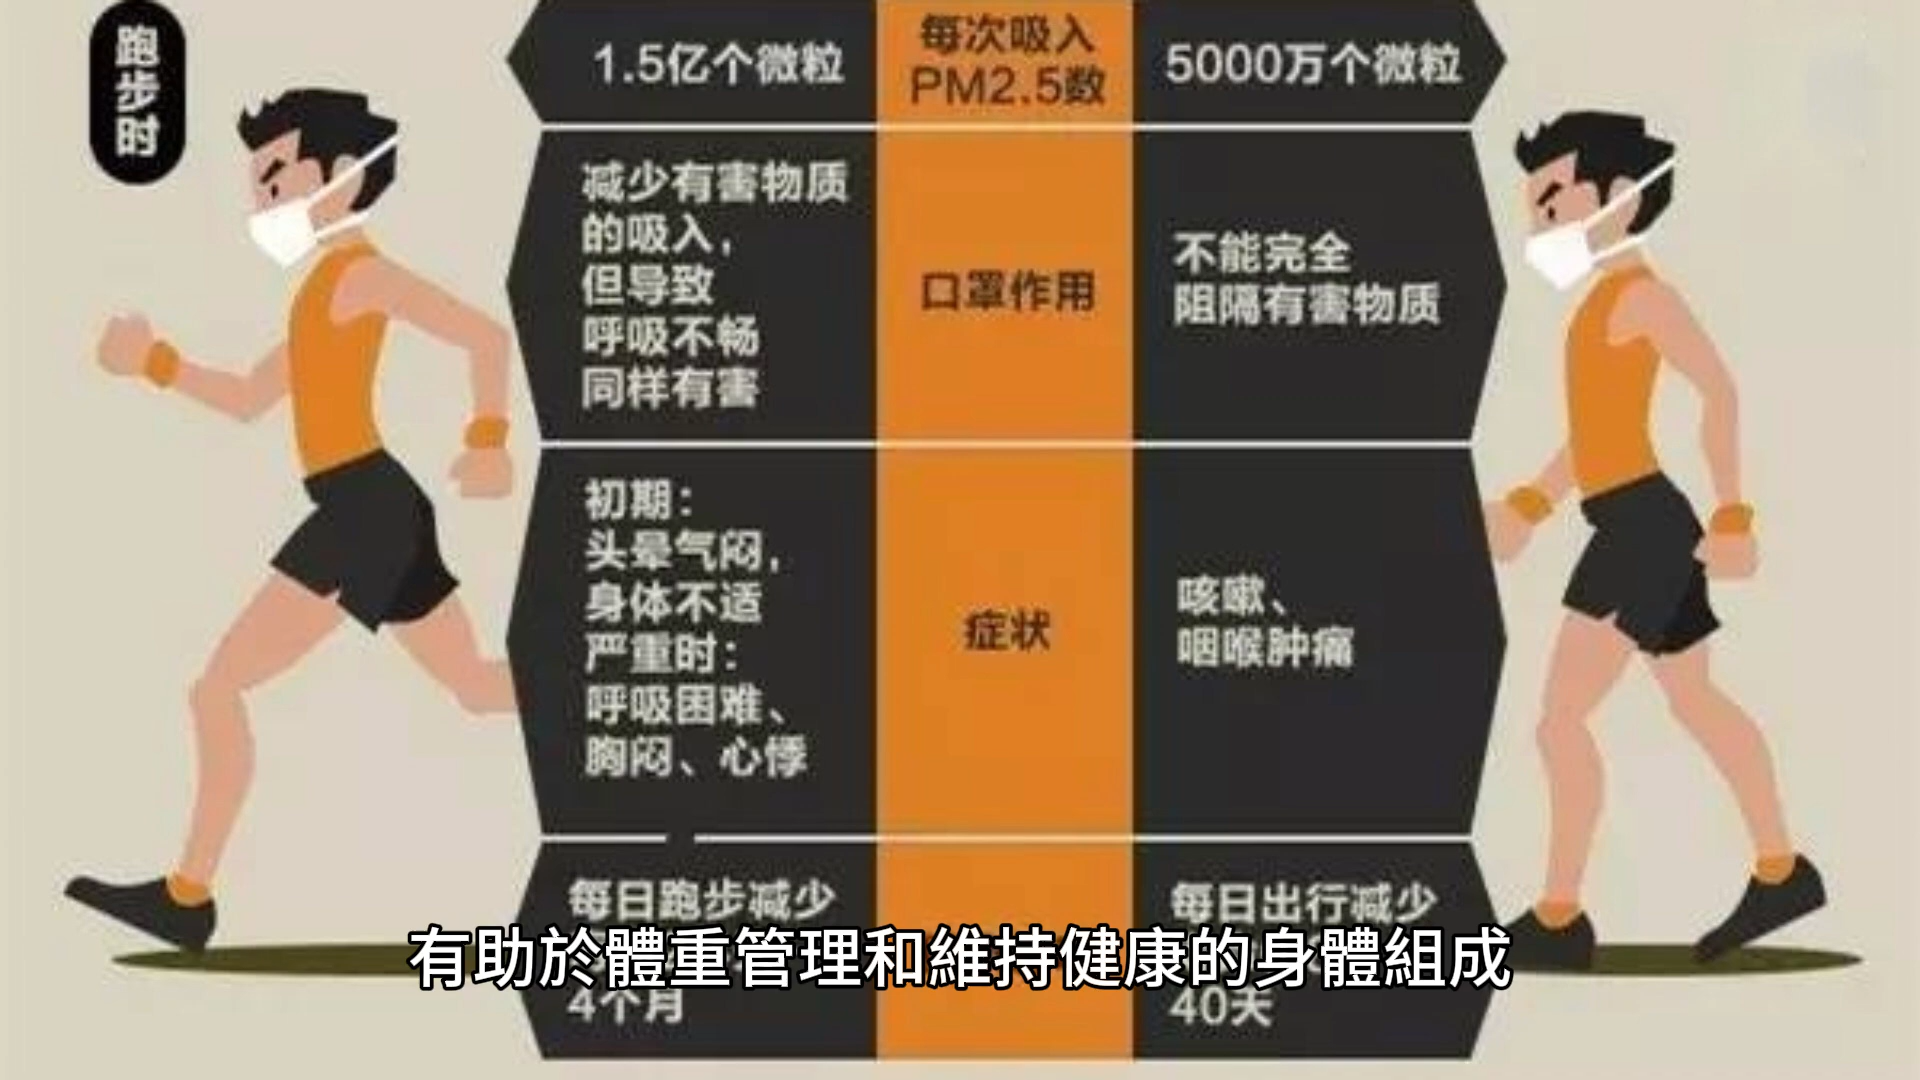 跑步时
1.5亿个微粒
每次吸入
PM2.5数
5000万个微粒
减少有害物质
的吸入，
但导致
呼吸不畅
同样有害
口罩作用
不能完全
阻隔有害物质
初期：
头晕气闷，
身体不适
严重时：
呼吸困难、
胸闷、心悸
症状
咳嗽、
咽喉肿痛
每日跑步减少
4个月
每日出行减少
40天
有助於體重管理和維持健康的身體組成